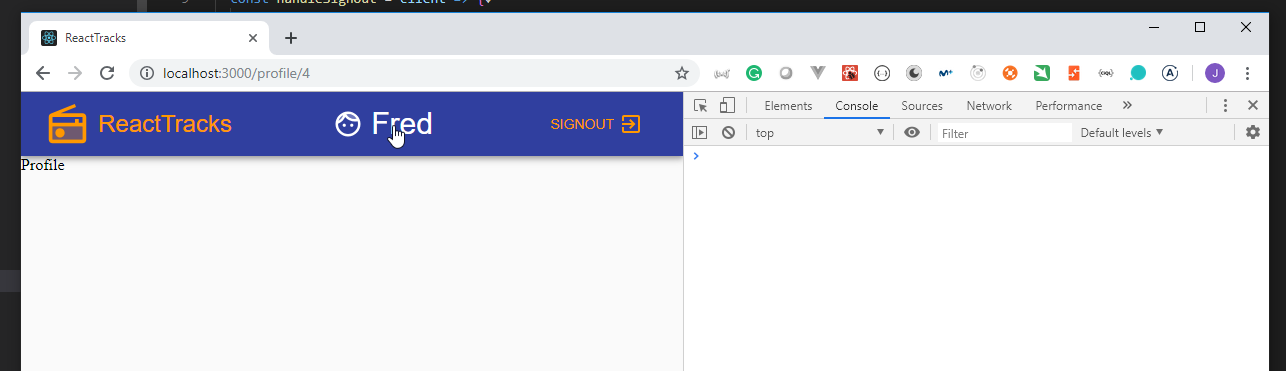 const handleSignout = client => {
ReactTracks
localhost:3000/profile/4
J
ReactTracks
Fred
SIGNOUT
Profile
Elements
Console
Sources
Network
Performance
top
Filter
Default levels